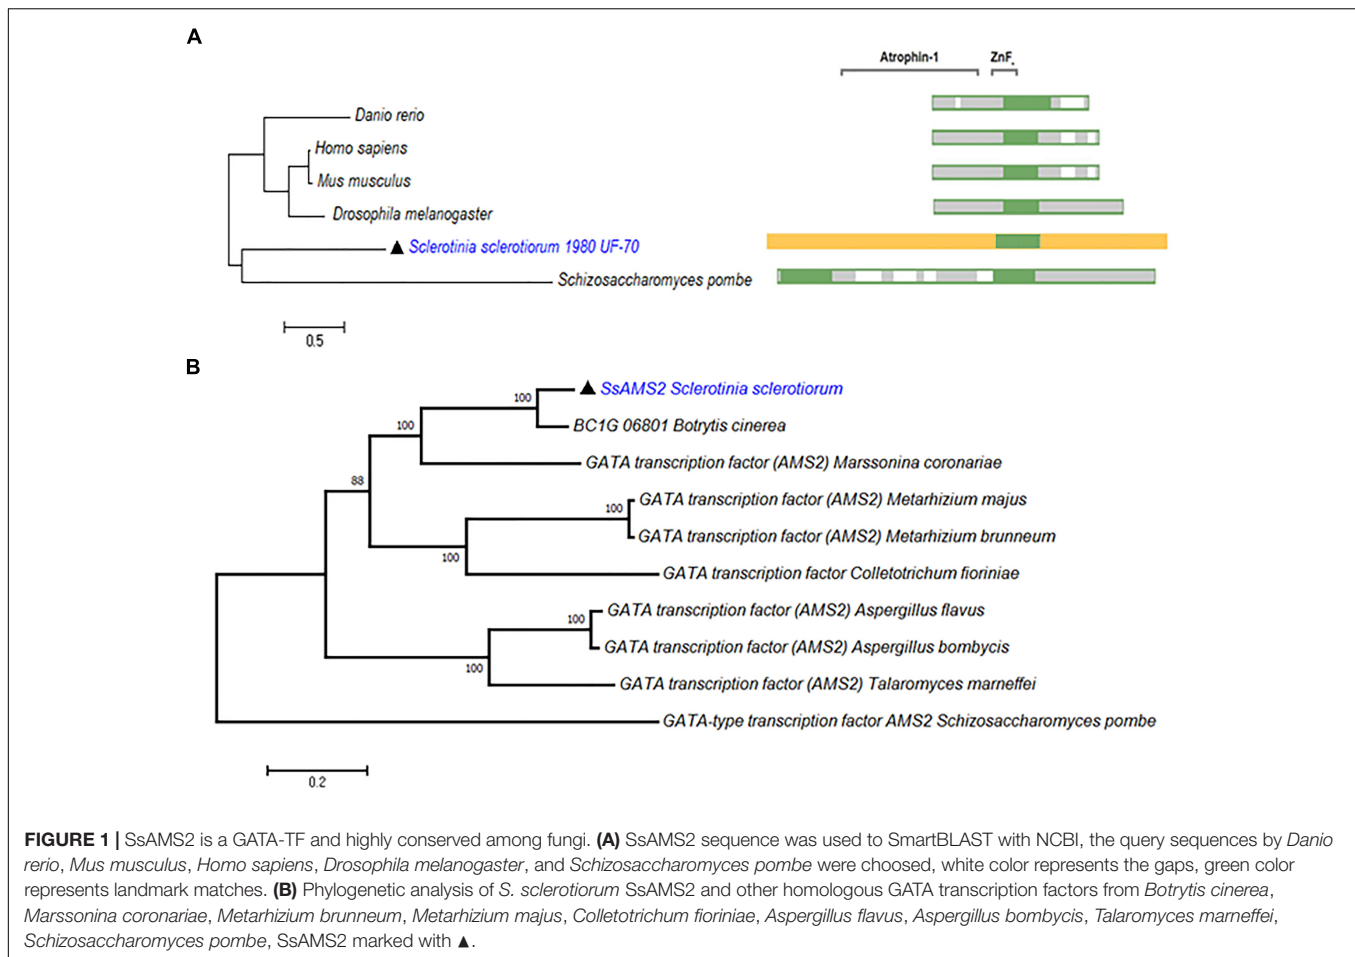 A
Atrophin-1
ZnF
Danio rerio
Homo sapiens
Mus musculus
Drosophila melanogaster
▲ Sclerotinia sclerotiorum 1980 UF-70
Schizosaccharomyces pombe
0.5
B
100
▲ SsAMS2 Sclerotinia sclerotiorum
100
BC1G 06801 Botrytis cinerea
GATA transcription factor (AMS2) Marssonina coronariae
88
100
GATA transcription factor (AMS2) Metarhizium majus
GATA transcription factor (AMS2) Metarhizium brunneum
100
GATA transcription factor Colletotrichum fioriniae
100
GATA transcription factor (AMS2) Aspergillus flavus
GATA transcription factor (AMS2) Aspergillus bombycis
100
GATA transcription factor (AMS2) Talaromyces marneffei
GATA-type transcription factor AMS2 Schizosaccharomyces pombe
0.2
FIGURE 1 | SsAMS2 is a GATA-TF and highly conserved among fungi. (A) SsAMS2 sequence was used to SmartBLAST with NCBI, the query sequences by Danio
rerio, Mus musculus, Homo sapiens, Drosophila melanogaster, and Schizosaccharomyces pombe were choosed, white color represents the gaps, green color
represents landmark matches. (B) Phylogenetic analysis of S. sclerotiorum SsAMS2 and other homologous GATA transcription factors from Botrytis cinerea,
Marssonina coronariae, Metarhizium brunneum, Metarhizium majus, Colletotrichum fioriniae, Aspergillus flavus, Aspergillus bombycis, Talaromyces marneffei,
Schizosaccharomyces pombe, SsAMS2 marked with ▲.